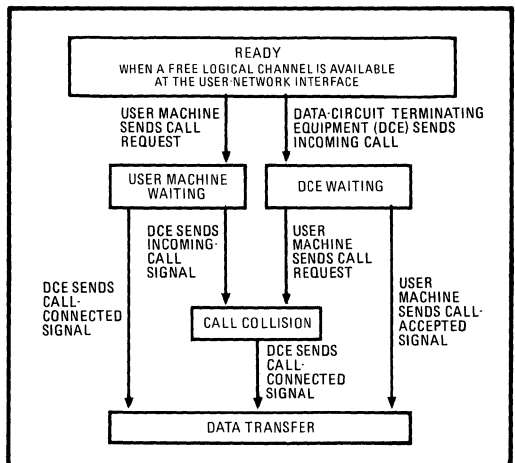 READY
WHEN A FREE LOGICAL CHANNEL IS AVAILABLE
AT THE USER-NETWORK INTERFACE
USER MACHINE
SENDS CALL
REQUEST
DATA-CIRCUIT TERMINATING
EQUIPMENT (DCE) SENDS
INCOMING CALL
USER MACHINE
WAITING
DCE WAITING
DCE SENDS
INCOMING-
CALL
SIGNAL
USER
MACHINE
SENDS CALL
REQUEST
DCE SENDS
CALL-
CONNECTED
SIGNAL
USER
MACHINE
SENDS CALL-
ACCEPTED
SIGNAL
CALL COLLISION
DCE SENDS
CALL-
CONNECTED
SIGNAL
DATA TRANSFER